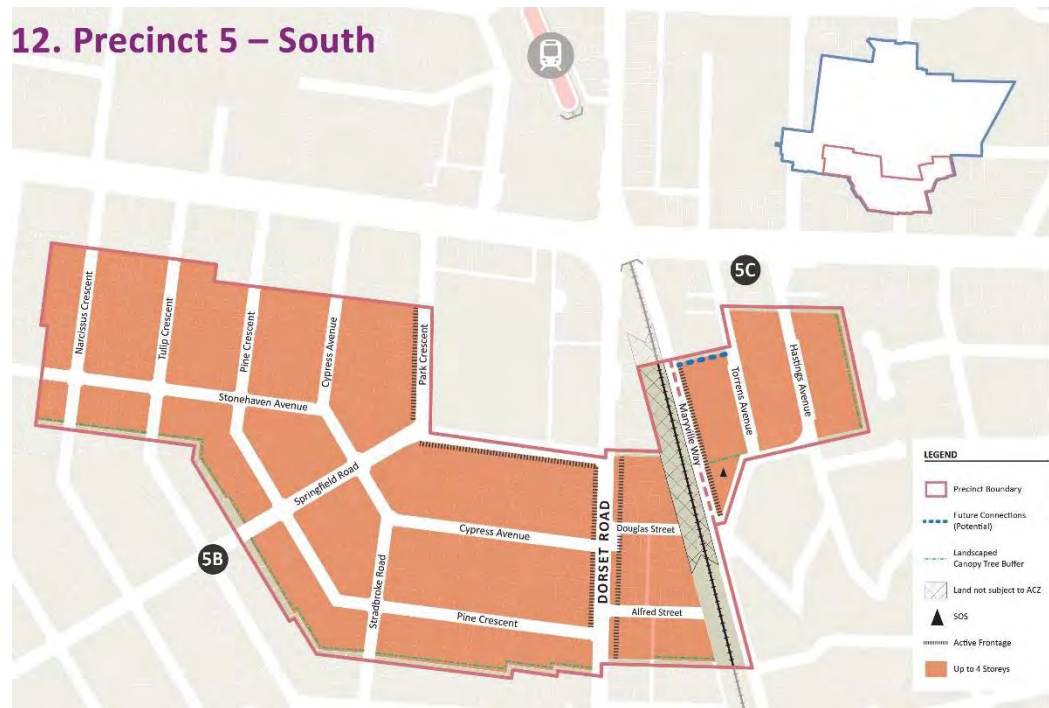 12. Precinct 5 – South
5C
Narcissus Crescent
Tulip Crescent
Pine Crescent
Cypress Avenue
Park Crescent
Stonehaven Avenue
Springfield Road
Maryville Way
Torrens Avenue
Hastings Avenue
5B
Stradbroke Road
Cypress Avenue
Pine Crescent
DORSET ROAD
Douglas Street
Alfred Street
LEGEND
Precinct Boundary
Future Connections
(Potential)
Landscaped
Canopy Tree Buffer
Land not subject to ACZ
SOS
Active Frontage
Up to 4 Storeys